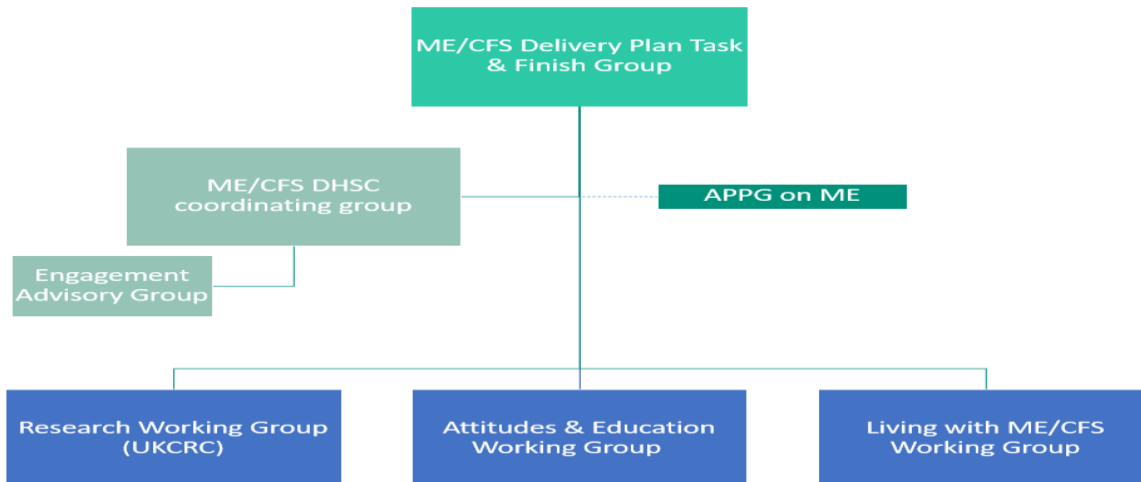 ME/CFS Delivery Plan Task
& Finish Group
ME/CFS DHSC
coordinating group
APPG on ME
Engagement
Advisory Group
Research Working Group
(UKCRC)
Attitudes & Education
Working Group
Living with ME/CFS
Working Group